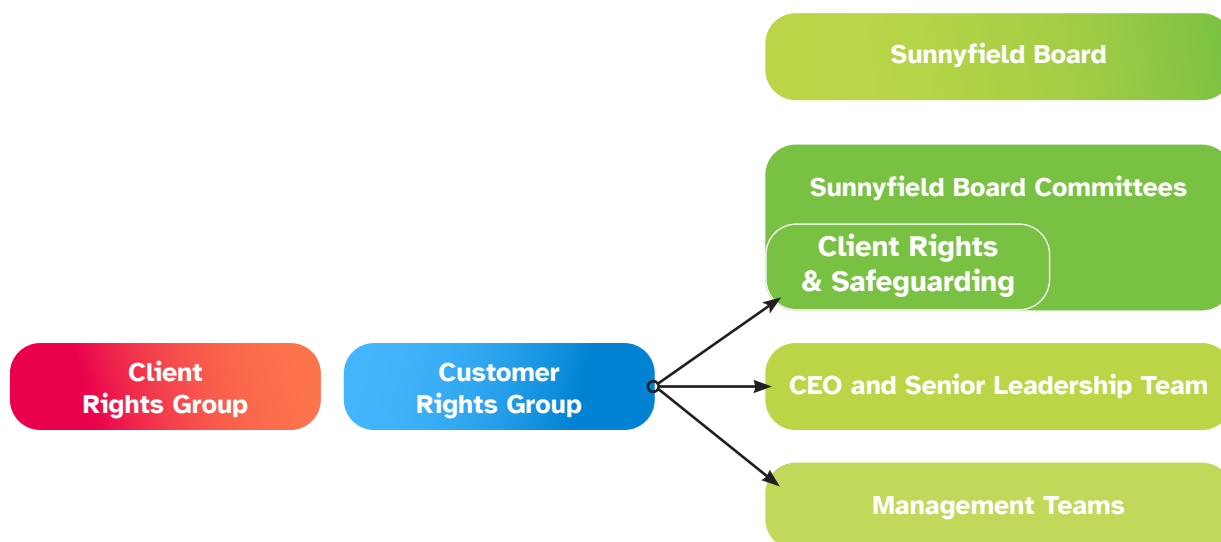 Sunnyfield Board
Sunnyfield Board Committees
Client Rights
& Safeguarding
Client
Rights Group
Customer
Rights Group
CEO and Senior Leadership Team
Management Teams